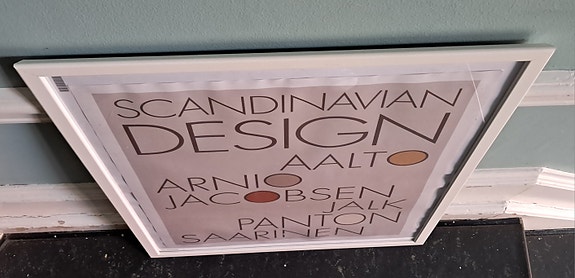 SCANDINAVIAN
DESIGN
AALTO
ARNIO
JACOBSEN
JALK
PANTON
SAARINEN